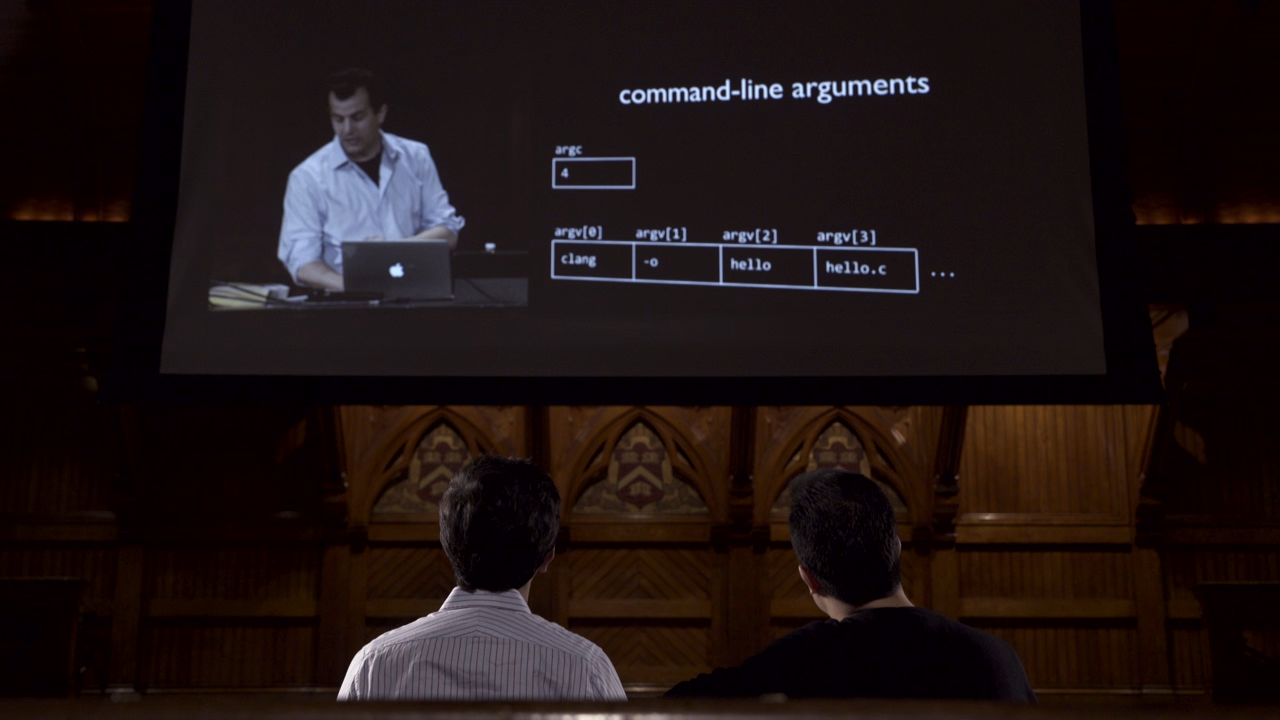 command-line arguments
argc
4
argv[0] argv[1] argv[2] argv[3]
clang -o hello hello.c ...